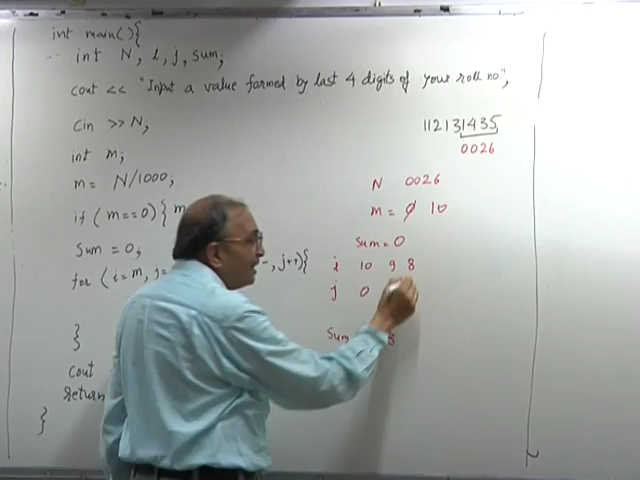 int main(){
int N, i, j, sum;
cout << "Input a value formed by last 4 digits of your roll no.";
cin >> N;
int m;
m = N/1000;
if (m==0) { m
Sum = 0;
for (i=m, j= -, j++){
}
cout
return
}
112131435
0026
N 0026
m = 0 10
sum = 0
i 10 9 8
j 0
Sum 8